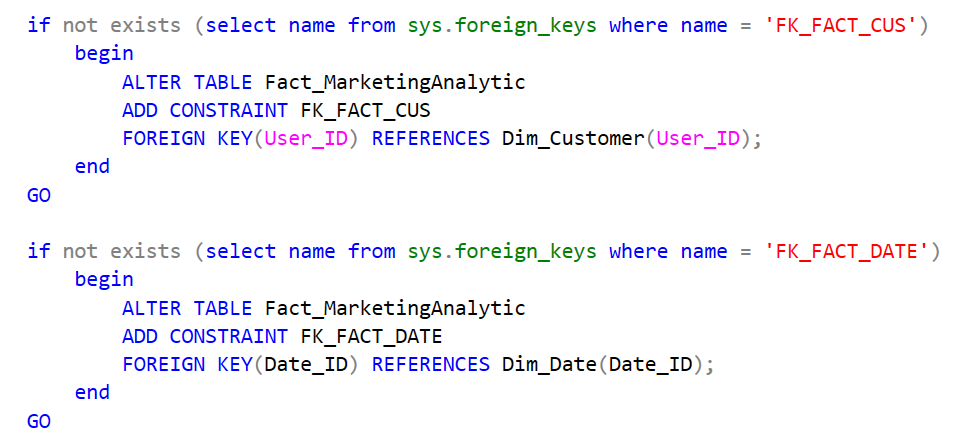 if not exists (select name from sys.foreign_keys where name = 'FK_FACT_CUS')
begin
ALTER TABLE Fact_MarketingAnalytic
ADD CONSTRAINT FK_FACT_CUS
FOREIGN KEY(User_ID) REFERENCES Dim_Customer(User_ID);
end
GO
if not exists (select name from sys.foreign_keys where name = 'FK_FACT_DATE')
begin
ALTER TABLE Fact_MarketingAnalytic
ADD CONSTRAINT FK_FACT_DATE
FOREIGN KEY(Date_ID) REFERENCES Dim_Date(Date_ID);
end
GO